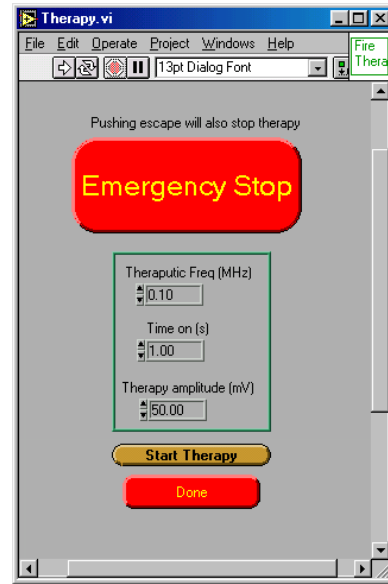 Therapy.vi
File Edit Operate Project Windows Help
13pt Dialog Font
Fire
Thera
Pushing escape will also stop therapy
Emergency Stop
Theraputic Freq (MHz)
0.10
Time on (s)
1.00
Therapy amplitude (mV)
50.00
Start Therapy
Done